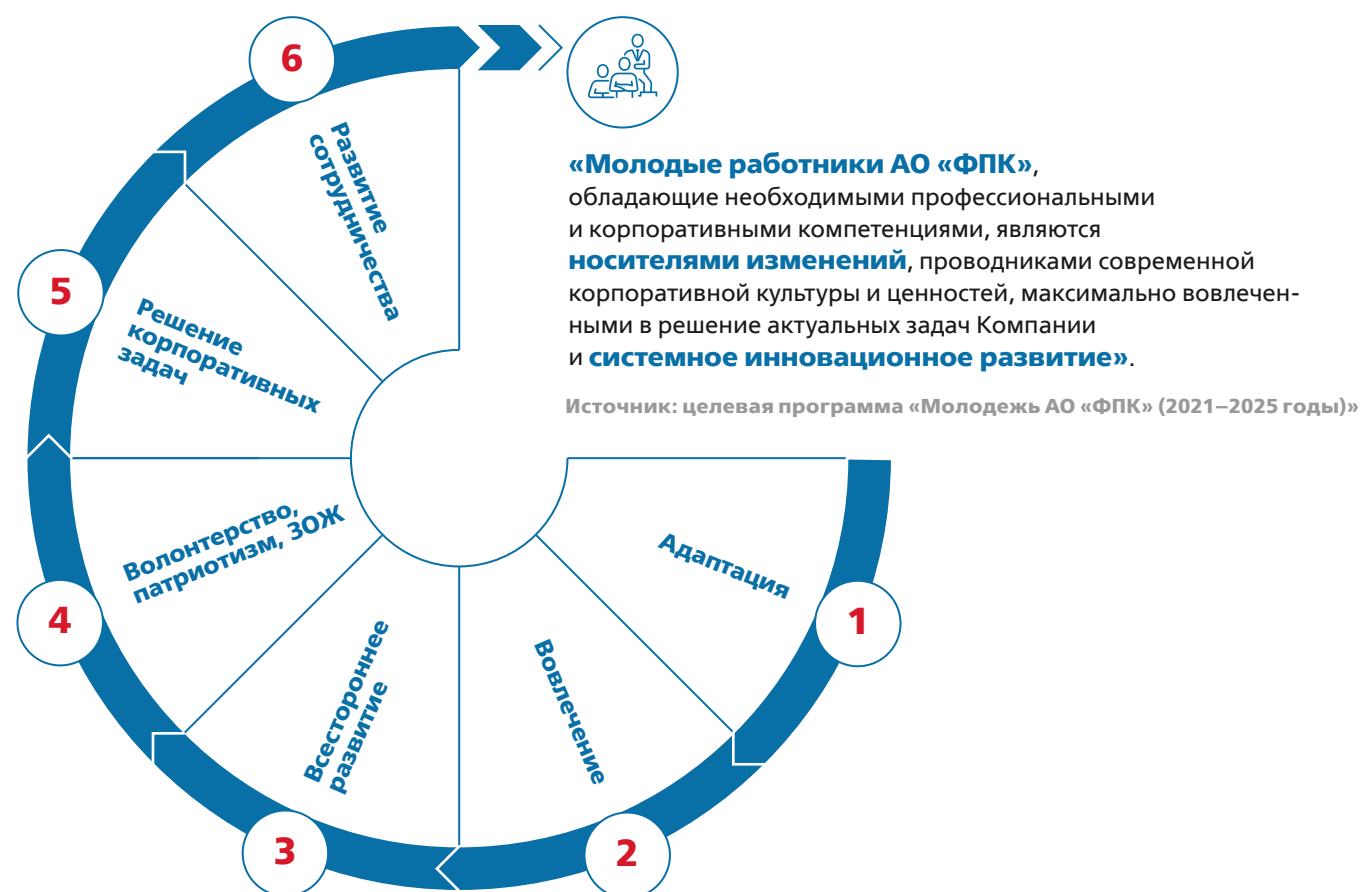 6
Развитие
сотрудничества
5
Решение
корпоративных
задач
4
Волонтерство,
патриотизм, ЗОЖ
3
Всестороннее
развитие
2
Вовлечение
1
Адаптация
«Молодые работники АО «ФПК»,
обладающие необходимыми профессиональными
и корпоративными компетенциями, являются
носителями изменений, проводниками современной
корпоративной культуры и ценностей, максимально вовлечен-
ными в решение актуальных задач Компании
и системное инновационное развитие».
Источник: целевая программа «Молодежь АО «ФПК» (2021–2025 годы)»